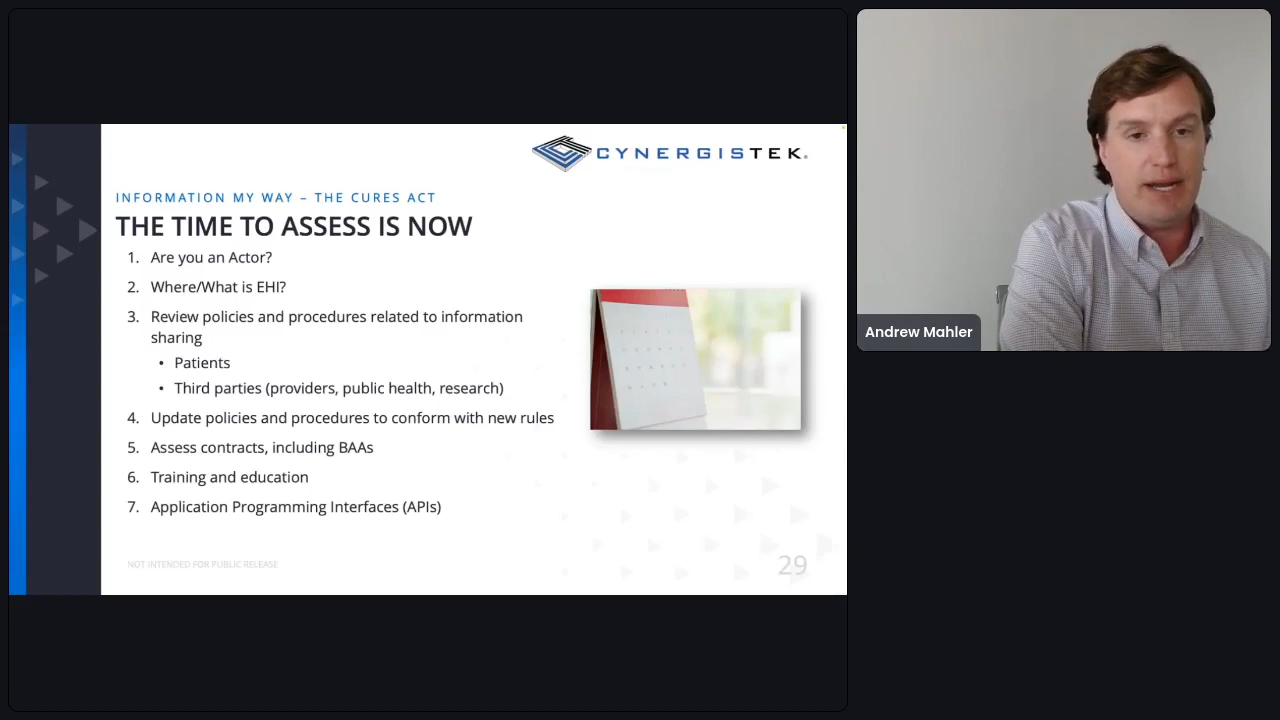 CYNERGISTEK®
INFORMATION MY WAY – THE CURES ACT
THE TIME TO ASSESS IS NOW
1. Are you an Actor?
2. Where/What is EHI?
3. Review policies and procedures related to information
sharing
• Patients
• Third parties (providers, public health, research)
4. Update policies and procedures to conform with new rules
5. Assess contracts, including BAAs
6. Training and education
7. Application Programming Interfaces (APIs)
NOT INTENDED FOR PUBLIC RELEASE
29
Andrew Mahler